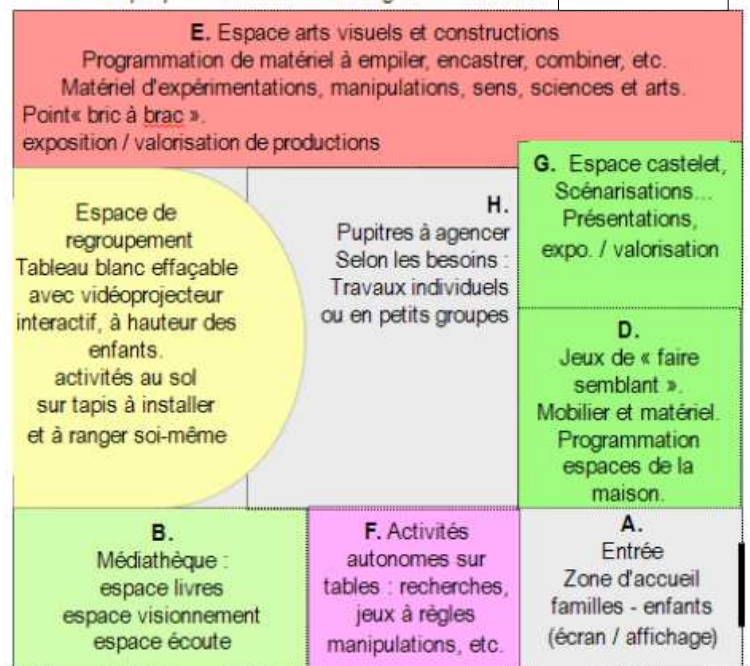 E. Espace arts visuels et constructions
Programmation de matériel à empiler, encastrer, combiner, etc.
Matériel d'expérimentations, manipulations, sens, sciences et arts.
Point« bric à brac ».
exposition / valorisation de productions
G. Espace castelet,
Scénarisations...
Présentations,
expo. / valorisation
Espace de
regroupement
Tableau blanc effaçable
avec vidéoprojecteur
interactif, à hauteur des
enfants.
activités au sol
sur tapis à installer
et à ranger soi-même
H.
Pupitres à agencer
Selon les besoins :
Travaux individuels
ou en petits groupes
D.
Jeux de « faire
semblant ».
Mobilier et matériel.
Programmation
espaces de la
maison.
B.
Médiathèque :
espace livres
espace visionnement
espace écoute
F. Activités
autonomes sur
tables : recherches,
jeux à règles
manipulations, etc.
A.
Entrée
Zone d'accueil
familles - enfants
(écran / affichage)